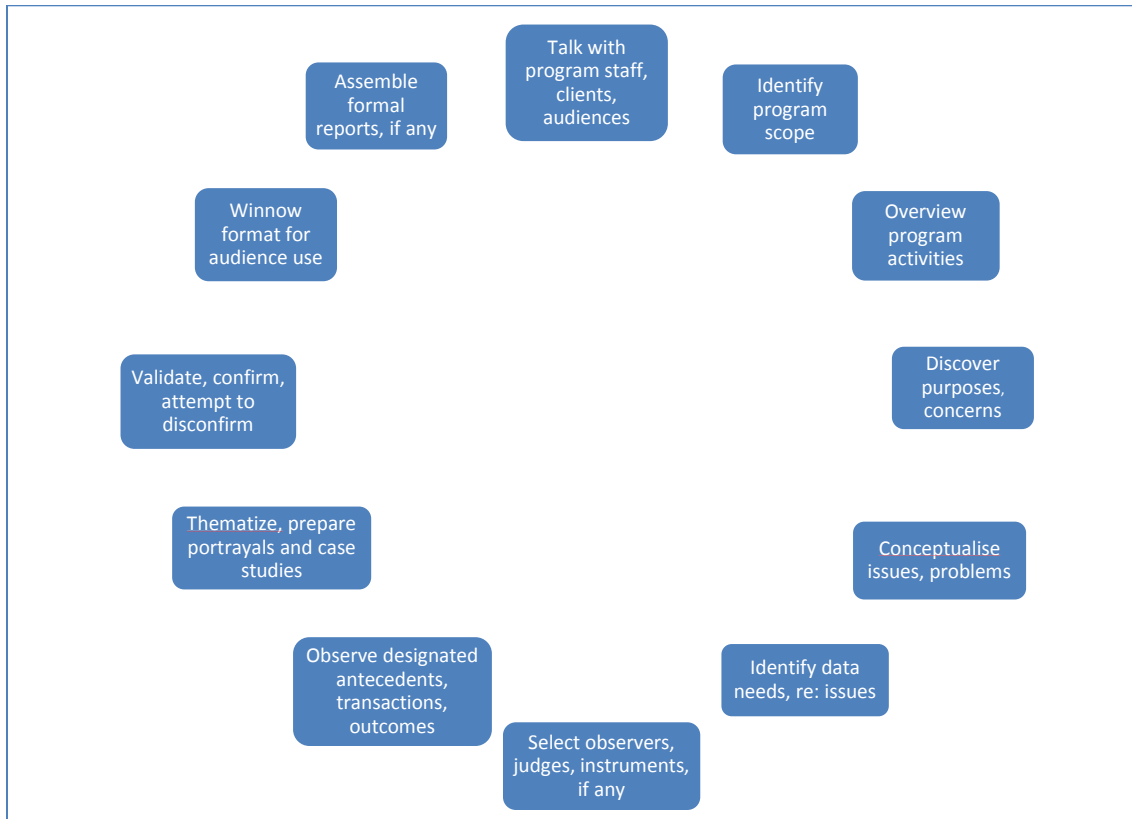 Talk with
program staff,
clients,
audiences
Identify
program
scope
Overview
program
activities
Discover
purposes,
concerns
Conceptualise
issues, problems
Identify data
needs, re: issues
Select observers,
judges, instruments,
if any
Observe designated
antecedents,
transactions,
outcomes
Thematize, prepare
portrayals and case
studies
Validate, confirm,
attempt to
disconfirm
Winnow
format for
audience use
Assemble
formal
reports, if any